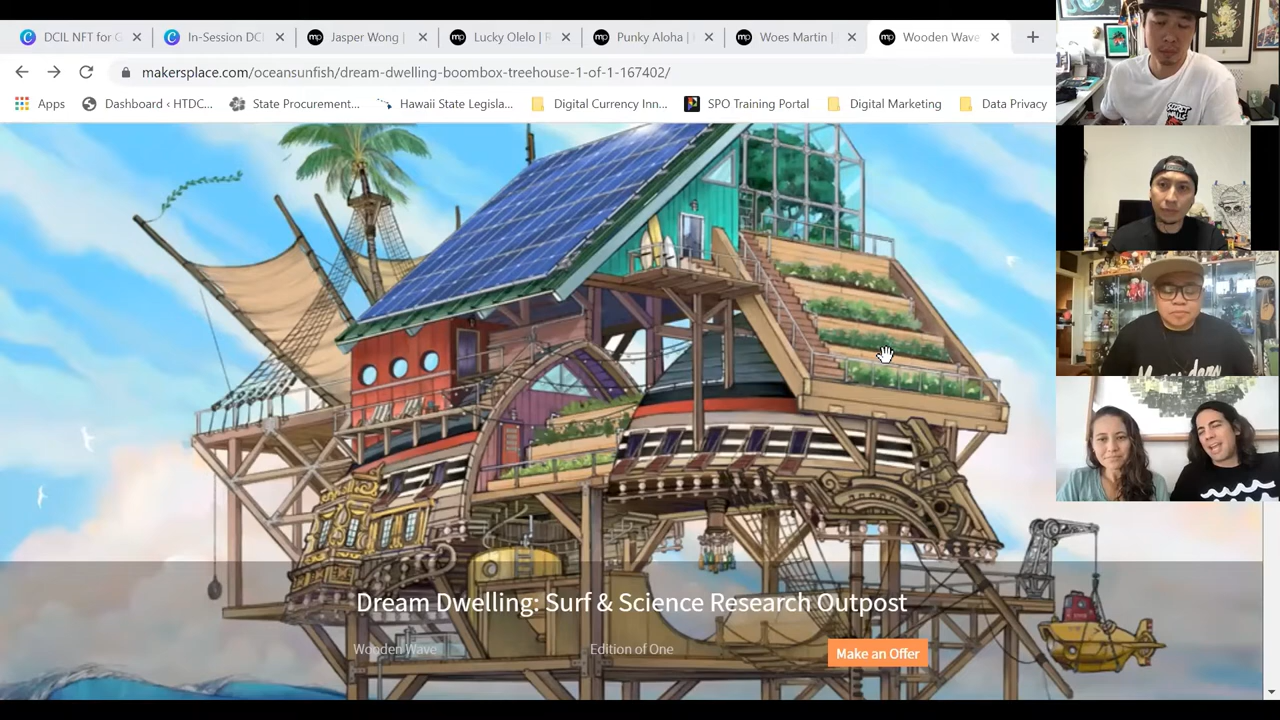 DCIL NFT for G
In-Session DCI
Jasper Wong |
Lucky Olelo | R
Punky Aloha |
Woes Martin |
Wooden Wave
makersplace.com/oceansunfish/dream-dwelling-boombox-treehouse-1-of-1-167402/
Apps
Dashboard ‹ HTDC...
State Procurement...
Hawaii State Legisla...
Digital Currency Inn...
SPO Training Portal
Digital Marketing
Data Privacy
Dream Dwelling: Surf & Science Research Outpost
Wooden Wave
Edition of One
Make an Offer